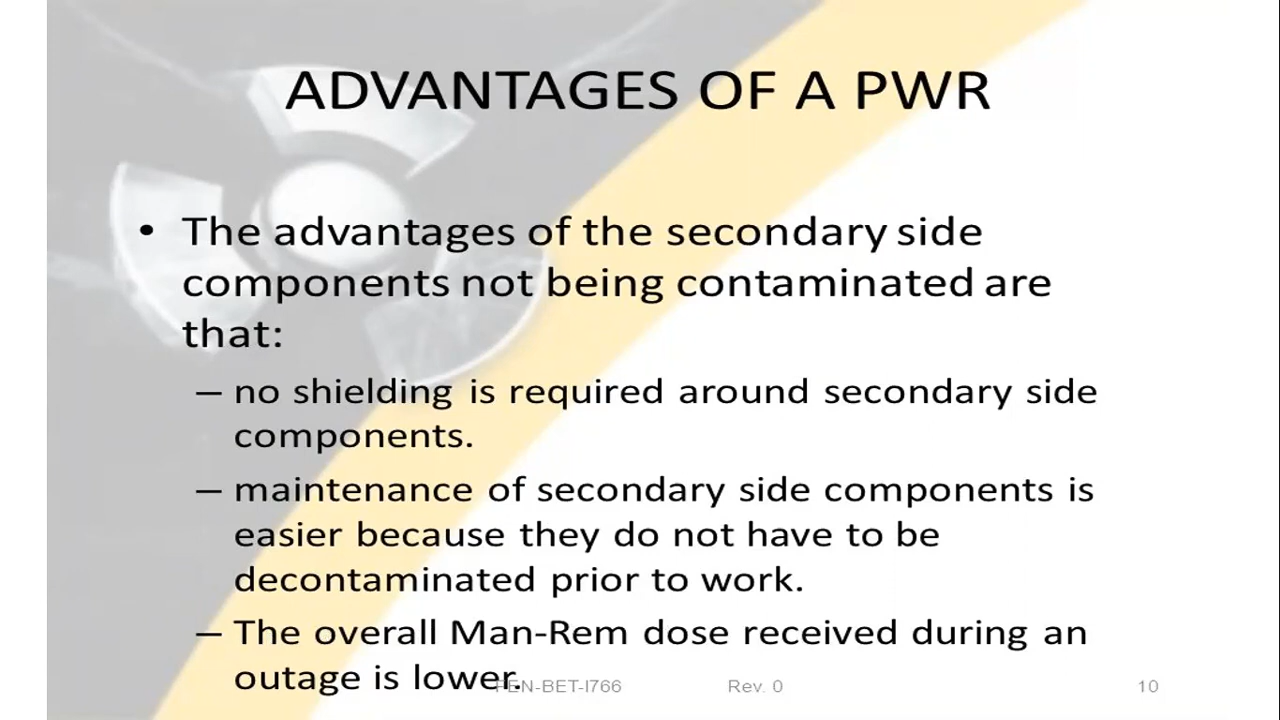 ADVANTAGES OF A PWR
• The advantages of the secondary side
components not being contaminated are
that:
– no shielding is required around secondary side
components.
– maintenance of secondary side components is
easier because they do not have to be
decontaminated prior to work.
– The overall Man-Rem dose received during an
outage is lower.
PEN-BET-I766 Rev. 0 10